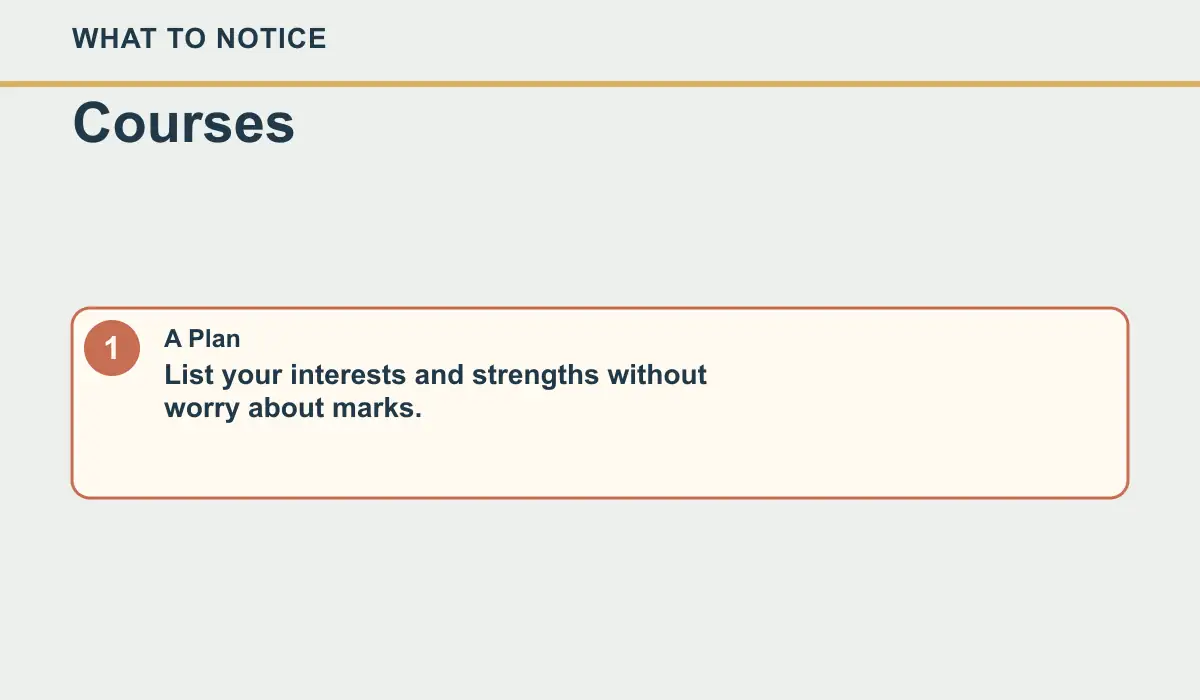 WHAT TO NOTICE
Courses
1
A Plan
List your interests and strengths without
worry about marks.